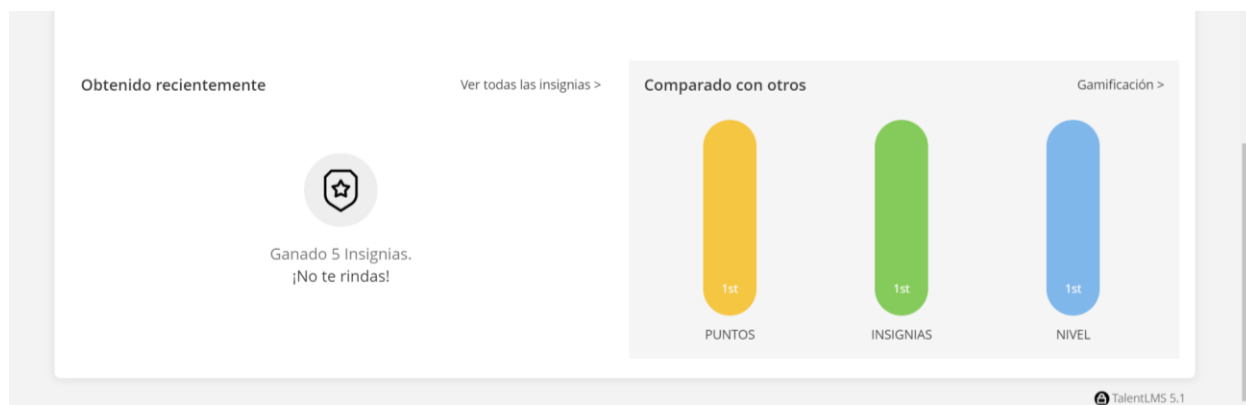 Obtenido recientemente
Ver todas las insignias >
Ganado 5 Insignias.
¡No te rindas!
Comparado con otros
Gamificación >
1st
1st
1st
PUNTOS
INSIGNIAS
NIVEL
TalentLMS 5.1